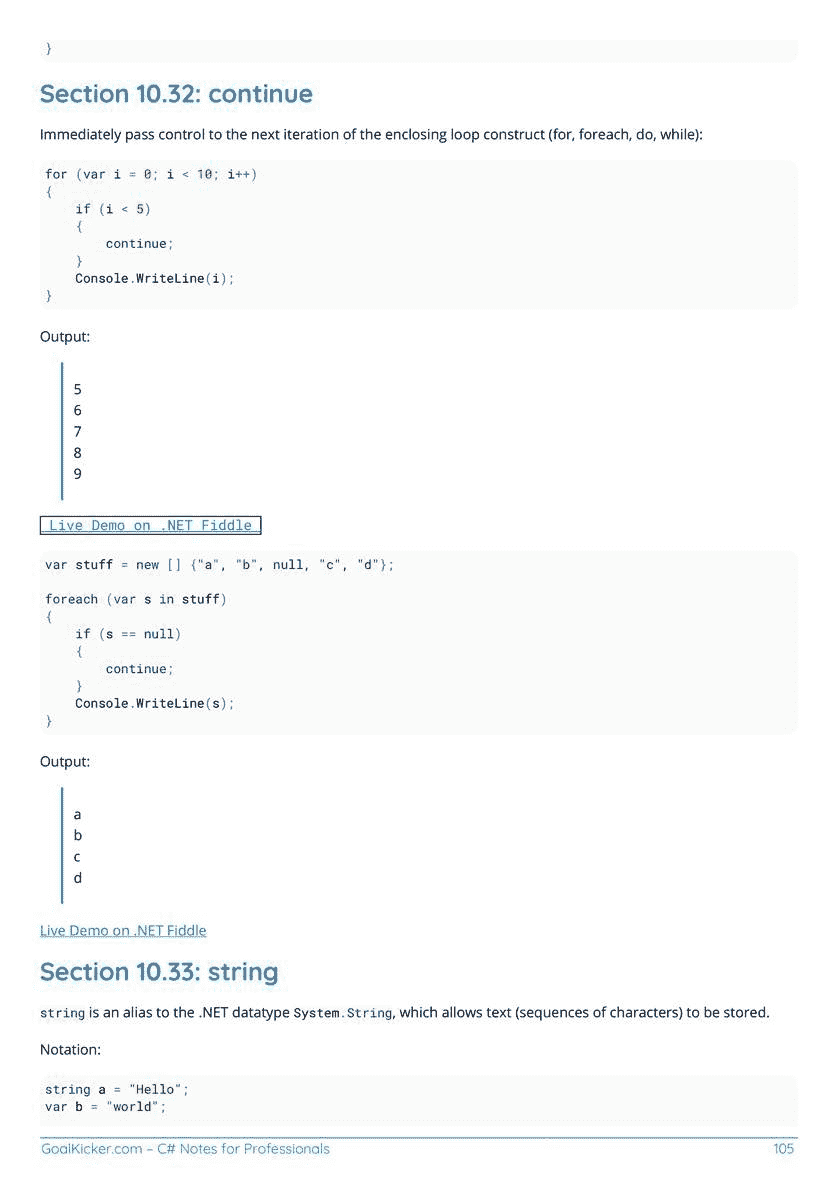 }
Section 10.32: continue
Immediately pass control to the next iteration of the enclosing loop construct (for, foreach, do, while):
for (var i = 0; i < 10; i++)
{
    if (i < 5)
    {
        continue;
    }
    Console.WriteLine(i);
}
Output:
5
6
7
8
9
Live Demo on .NET Fiddle
var stuff = new [] {"a", "b", null, "c", "d"};
foreach (var s in stuff)
{
    if (s == null)
    {
        continue;
    }
    Console.WriteLine(s);
}
Output:
a
b
c
d
Live Demo on .NET Fiddle
Section 10.33: string
string is an alias to the .NET datatype System.String, which allows text (sequences of characters) to be stored.
Notation:
string a = "Hello";
var b = "world";
GoalKicker.com – C# Notes for Professionals 105